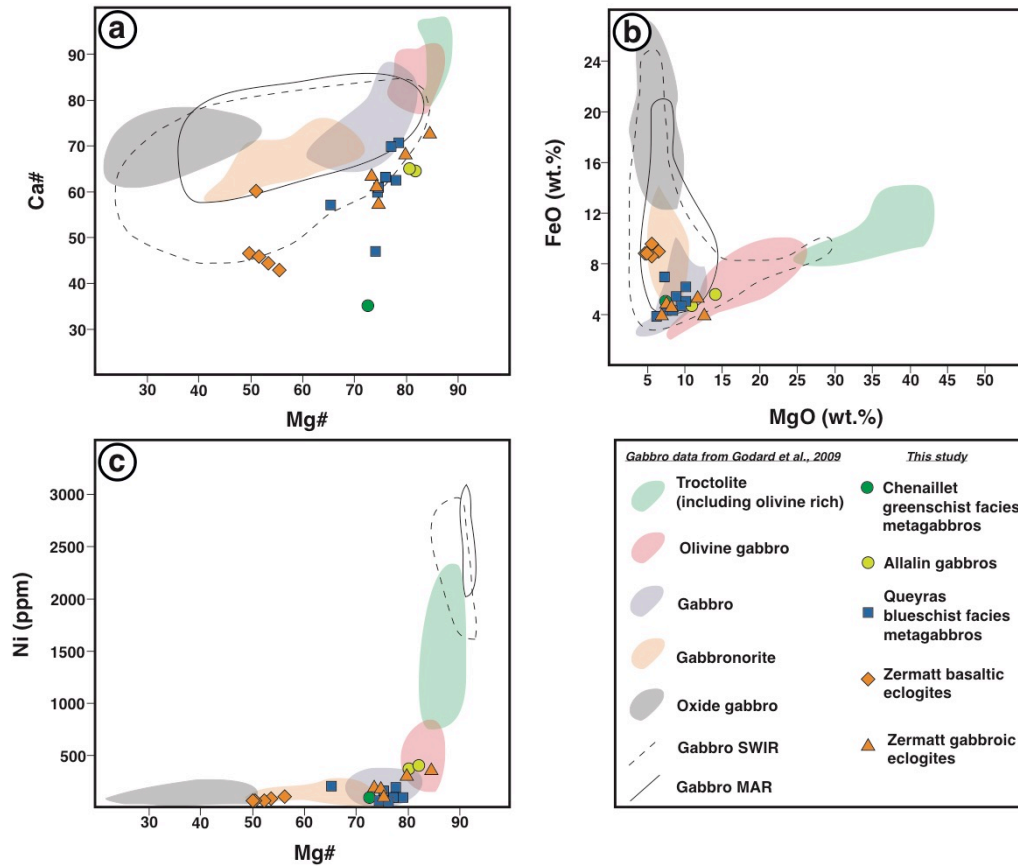 a
90
80
70
60
50
40
30
Ca#
30 40 50 60 70 80 90
Mg#
b
24
20
16
12
8
4
FeO (wt.%)
5 10 15 20 25 30 35 40 45 50
MgO (wt.%)
c
3000
2500
2000
1500
1000
500
Ni (ppm)
30 40 50 60 70 80 90
Mg#
Gabbro data from Godard et al., 2009
Troctolite
(including olivine rich)
Olivine gabbro
Gabbro
Gabbronorite
Oxide gabbro
Gabbro SWIR
Gabbro MAR
This study
Chenaillet
greenschist facies
metagabbros
Allalin gabbros
Queyras
blueschist facies
metagabbros
Zermatt basaltic
eclogites
Zermatt gabbroic
eclogites